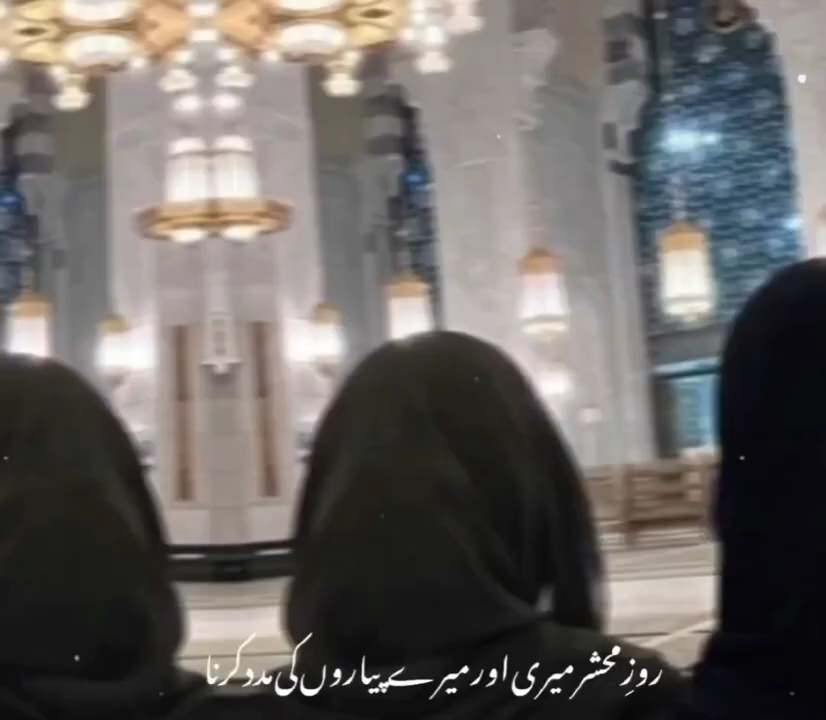 روزِ محشر میری اور میرے پیاروں کی مدد کرنا